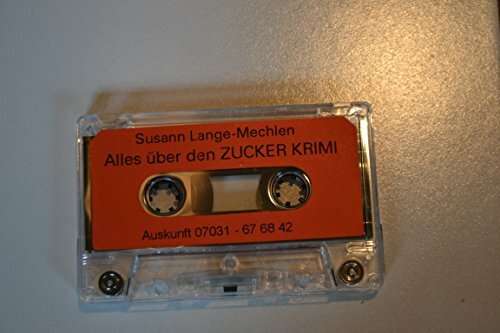 Susann Lange-Mechlen
Alles über den ZUCKER KRIMI
Auskunft 07031 - 67 68 42